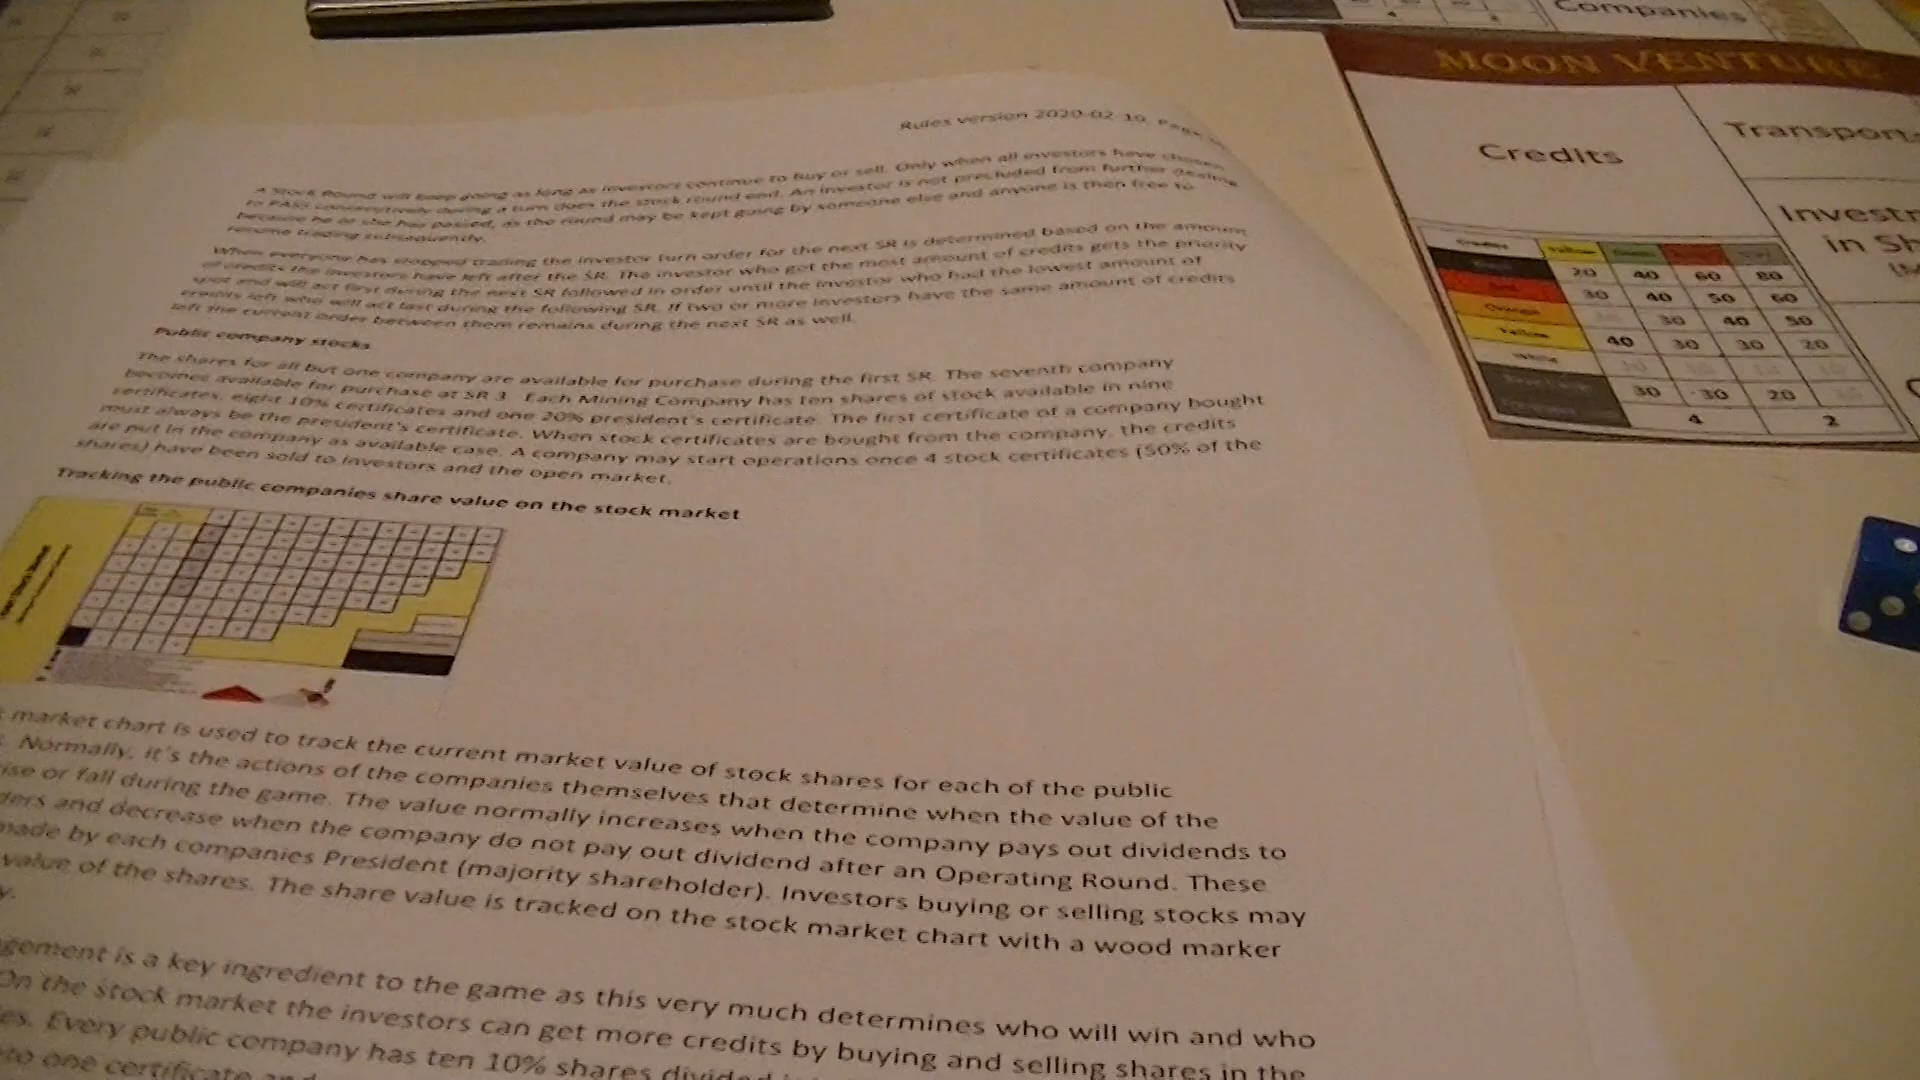 Companies
MOON VENTURE
Credits
Transport
Investr
in Sh
Credits Yellow
20 40 60 80
Red 30 40 50 60
Orange 30 40 50
Yellow 40 30 30 20
White
30 30 20
4 2
Rules version 2020-02-10. Page
A Stock Round will keep going as long as investors continue to buy or sell. Only when all investors have chosen
to PASS consecutively during a turn does the stock round end. An investor is not precluded from further dealing
because he or she has passed, as the round may be kept going by someone else and anyone is then free to
resume trading subsequently.
When everyone has stopped trading the investor turn order for the next SR is determined based on the amount
of credits the investors have left after the SR. The investor who got the most amount of credits gets the priority
spot and will act first during the next SR followed in order until the investor who had the lowest amount of
credits left who will act last during the following SR. If two or more investors have the same amount of credits
left the current order between them remains during the next SR as well.
Public company stocks
The shares for all but one company are available for purchase during the first SR. The seventh company
becomes available for purchase at SR 3. Each Mining Company has ten shares of stock available in nine
certificates, eight 10% certificates and one 20% president's certificate. The first certificate of a company bought
must always be the president's certificate. When stock certificates are bought from the company, the credits
are put in the company as available case. A company may start operations once 4 stock certificates (50% of the
shares) have been sold to investors and the open market.
Tracking the public companies share value on the stock market
market chart is used to track the current market value of stock shares for each of the public
. Normally, it's the actions of the companies themselves that determine when the value of the
ise or fall during the game. The value normally increases when the company pays out dividends to
ders and decrease when the company do not pay out dividend after an Operating Round. These
made by each companies President (majority shareholder). Investors buying or selling stocks may
value of the shares. The share value is tracked on the stock market chart with a wood marker
y.
gement is a key ingredient to the game as this very much determines who will win and who
On the stock market the investors can get more credits by buying and selling shares in the
es. Every public company has ten 10% shares divided
to one certificate and